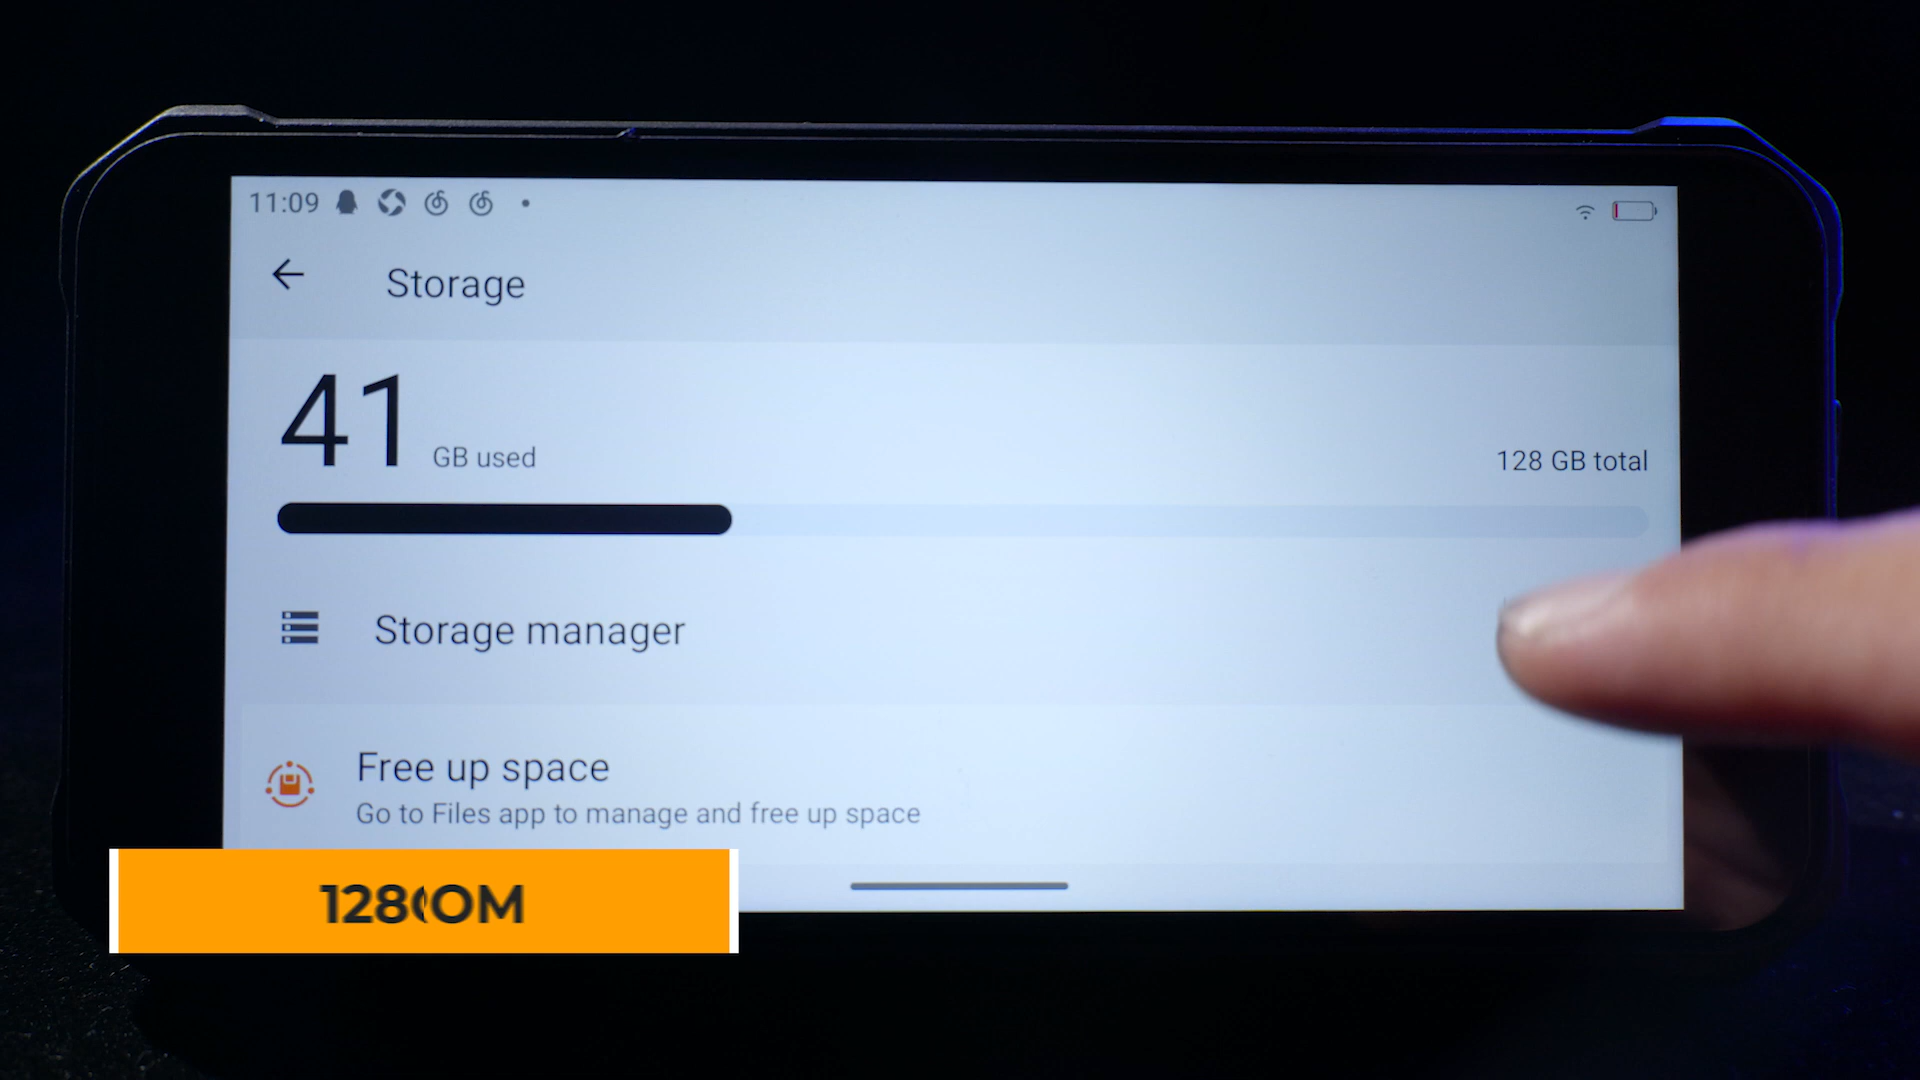 11:09
Storage
41 GB used
128 GB total
Storage manager
Free up space
Go to Files app to manage and free up space